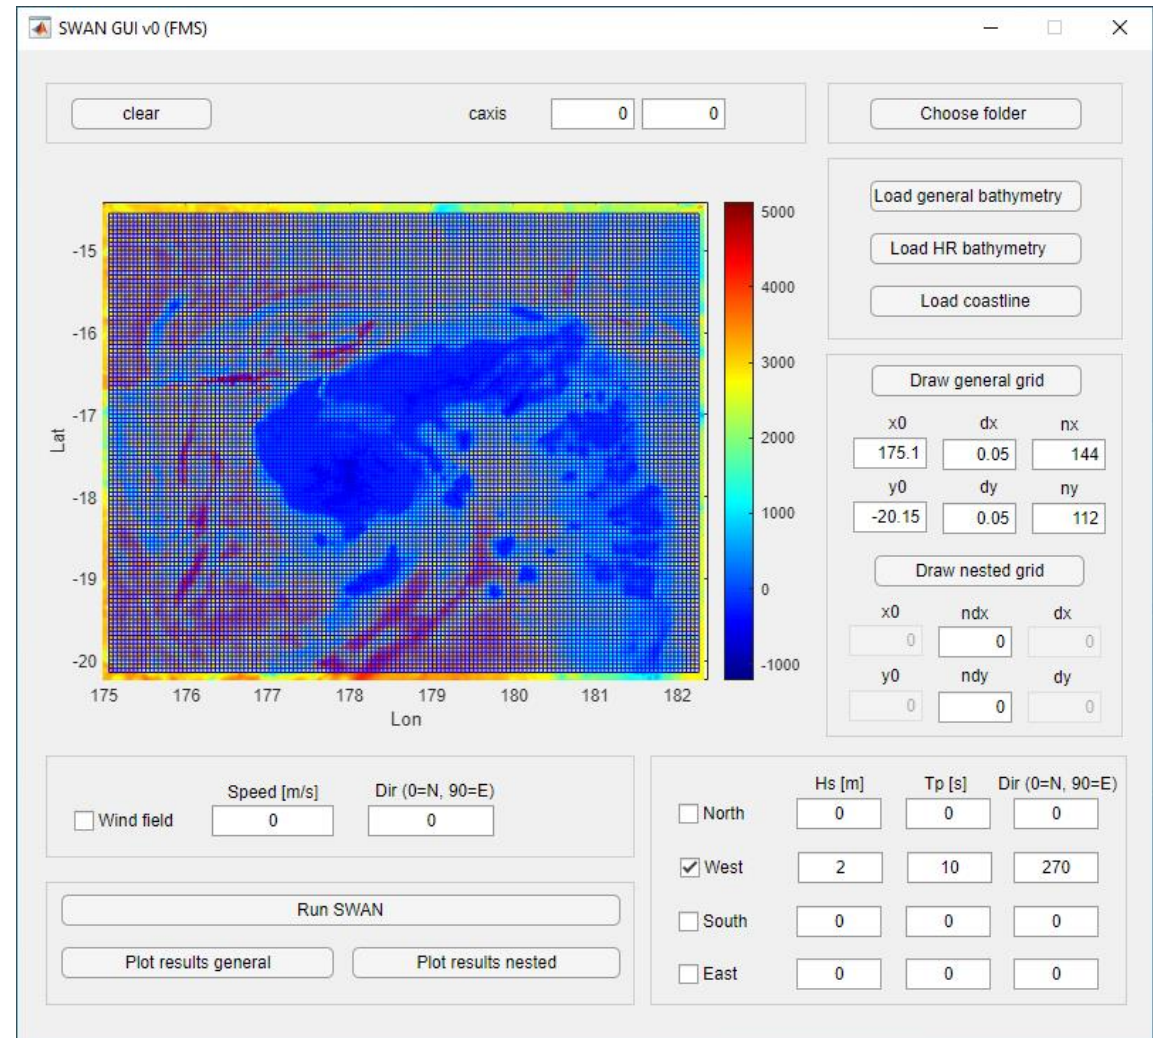 SWAN GUI v0 (FMS)
clear caxis 0 0 Choose folder
Load general bathymetry
Load HR bathymetry
Load coastline
Draw general grid
x0 dx nx
175.1 0.05 144
y0 dy ny
-20.15 0.05 112
Draw nested grid
x0 ndx dx
0 0 0
y0 ndy dy
0 0 0
Lat
-15
-16
-17
-18
-19
-20
175 176 177 178 179 180 181 182
Lon
5000
4000
3000
2000
1000
0
-1000
Speed [m/s] Dir (0=N, 90=E)
Wind field 0 0
Run SWAN
Plot results general Plot results nested
Hs [m] Tp [s] Dir (0=N, 90=E)
North 0 0 0
West 2 10 270
South 0 0 0
East 0 0 0